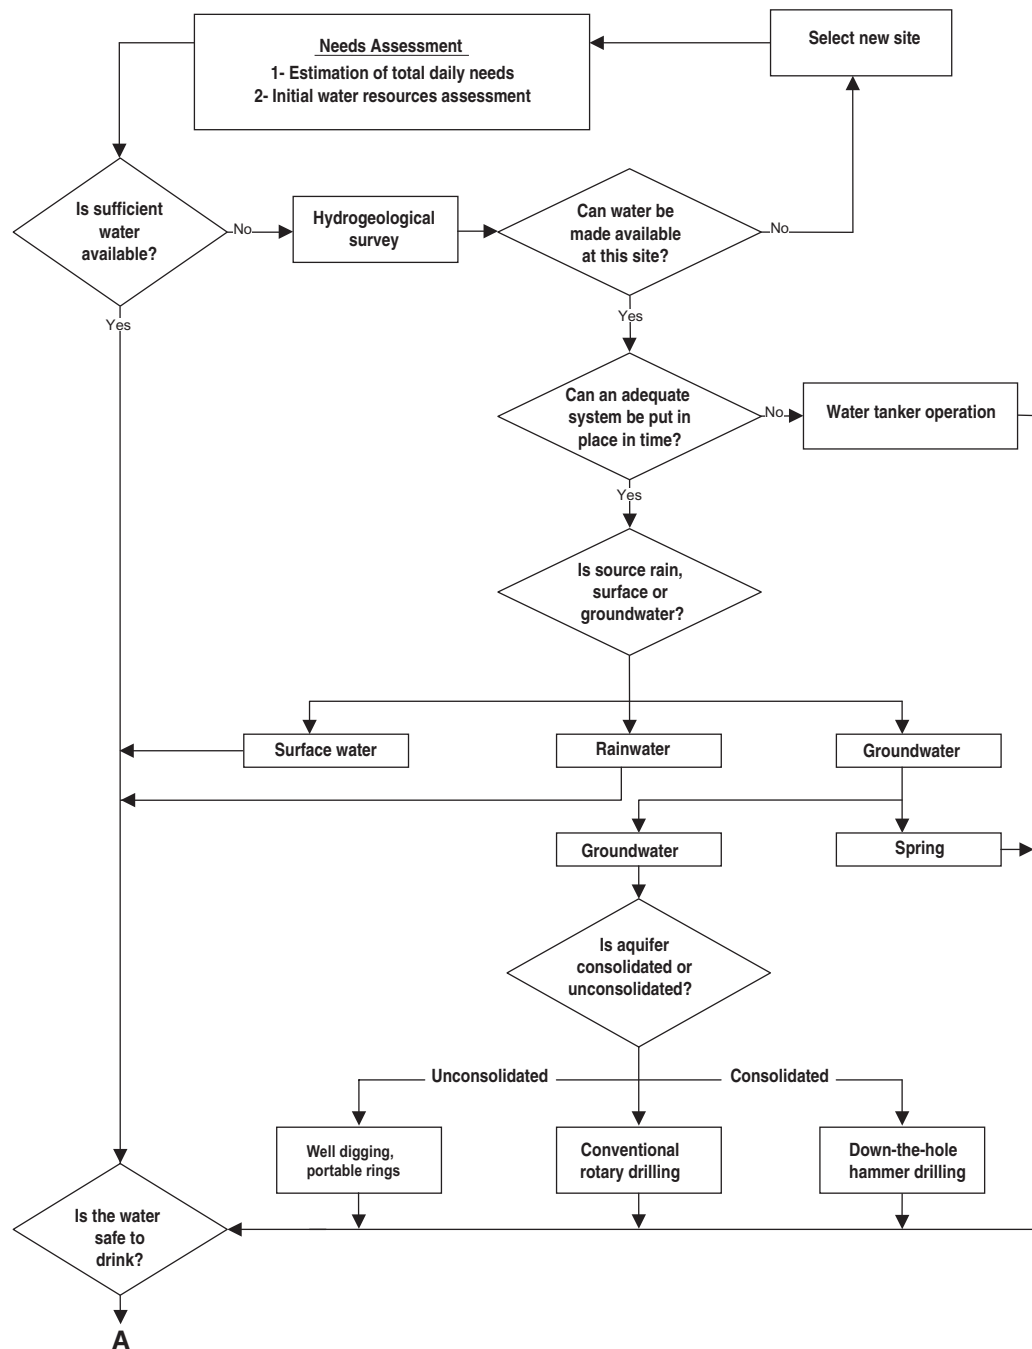 Needs Assessment
1- Estimation of total daily needs
2- Initial water resources assessment
Select new site
Is sufficient
water
available?
No
Hydrogeological
survey
Can water be
made available
at this site?
No
Yes
Yes
Can an adequate
system be put in
place in time?
No
Water tanker operation
Yes
Is source rain,
surface or
groundwater?
Surface water
Rainwater
Groundwater
Groundwater
Spring
Is aquifer
consolidated or
unconsolidated?
Unconsolidated
Consolidated
Well digging,
portable rings
Conventional
rotary drilling
Down-the-hole
hammer drilling
Is the water
safe to
drink?
A